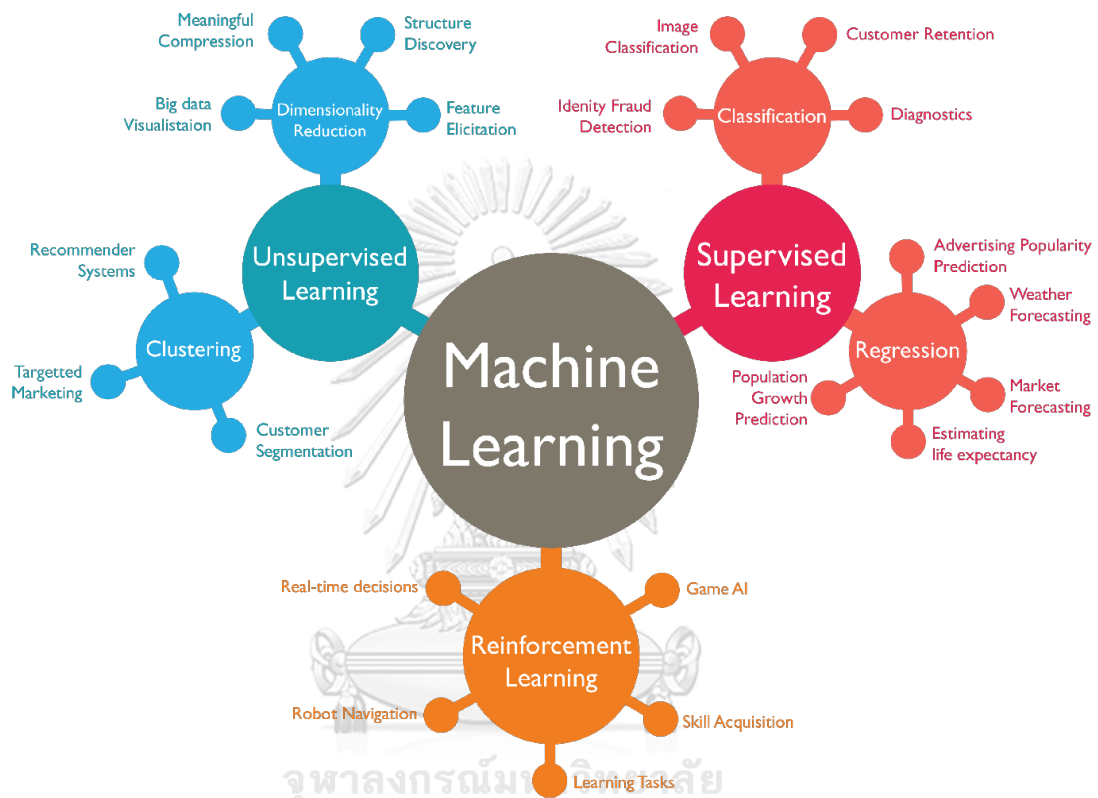 Meaningful
Compression
Structure
Discovery
Big data
Visualistaion
Dimensionality
Reduction
Feature
Elicitation
Image
Classification
Customer Retention
Idenity Fraud
Detection
Classification
Diagnostics
Recommender
Systems
Unsupervised
Learning
Clustering
Targetted
Marketing
Customer
Segmentation
Supervised
Learning
Advertising Popularity
Prediction
Weather
Forecasting
Regression
Population
Growth
Prediction
Market
Forecasting
Estimating
life expectancy
Machine
Learning
Real-time decisions
Game AI
Reinforcement
Learning
Robot Navigation
Skill Acquisition
Learning Tasks